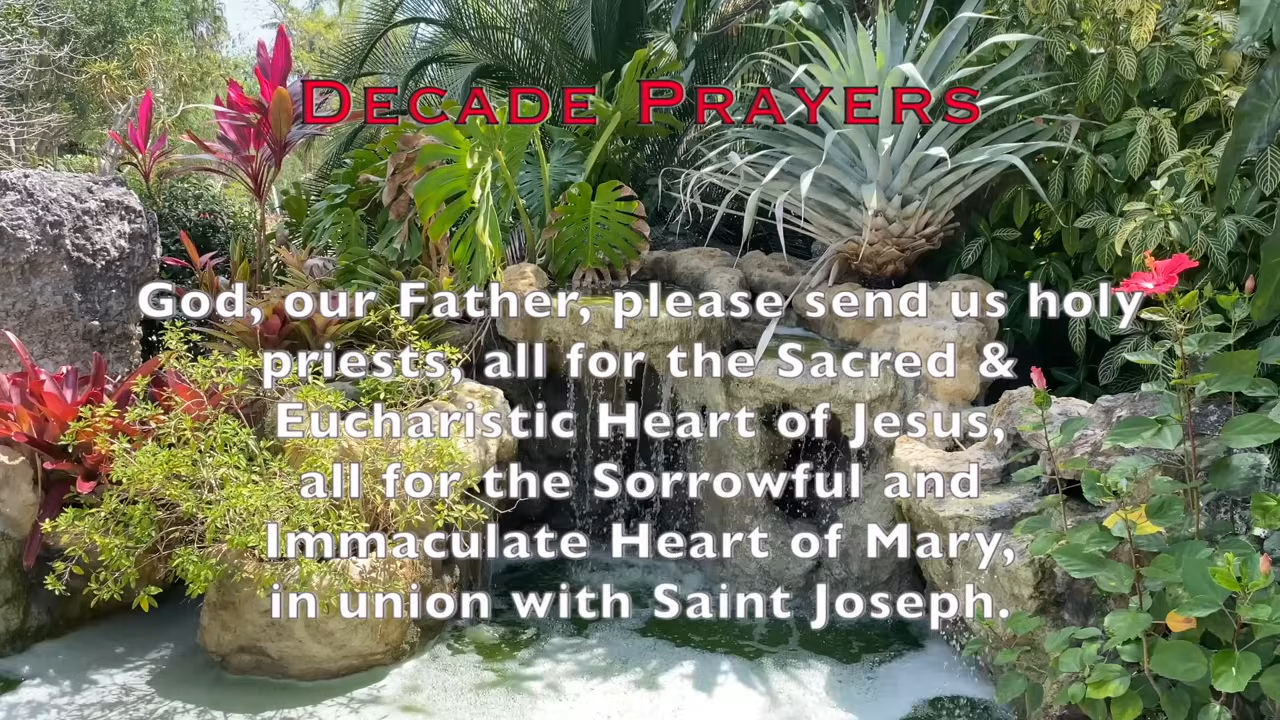 Decade Prayers
God, our Father, please send us holy
priests, all for the Sacred &
Eucharistic Heart of Jesus,
all for the Sorrowful and
Immaculate Heart of Mary,
in union with Saint Joseph.